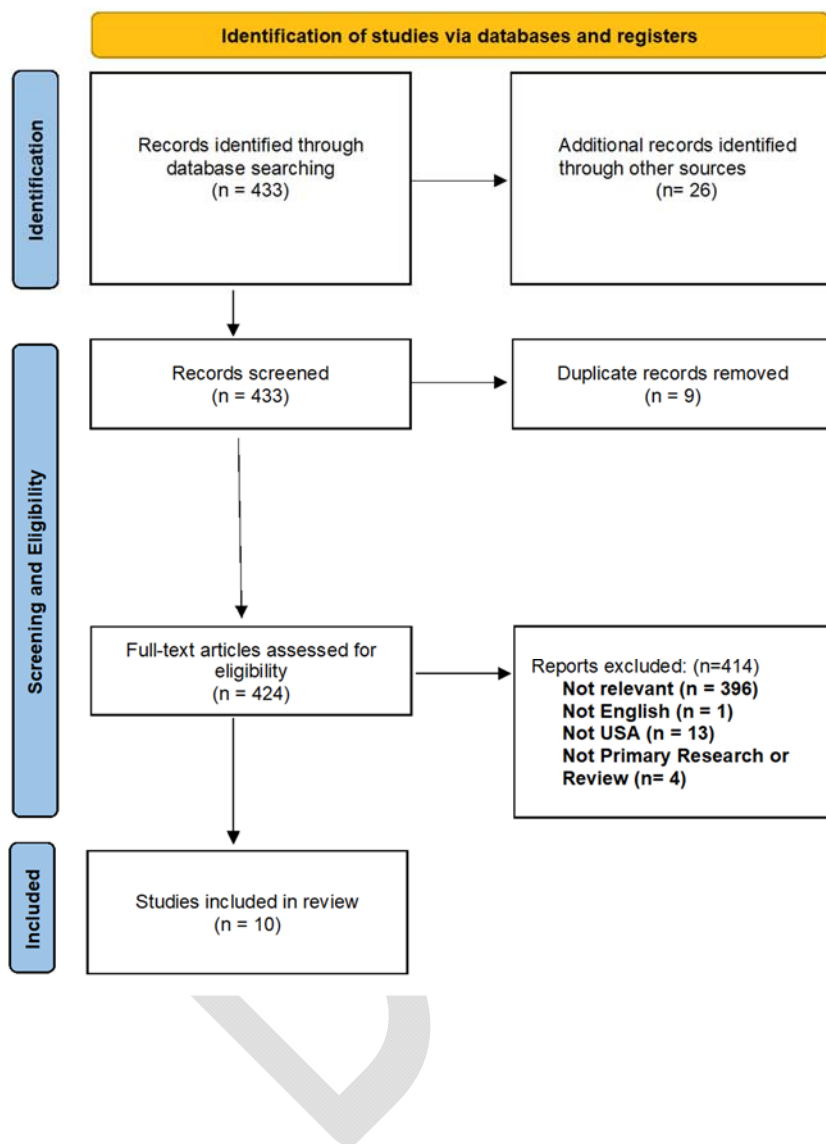 Identification of studies via databases and registers
Identification
Records identified through
database searching
(n = 433)
Additional records identified
through other sources
(n= 26)
Screening and Eligibility
Records screened
(n = 433)
Duplicate records removed
(n = 9)
Full-text articles assessed for
eligibility
(n = 424)
Reports excluded: (n=414)
Not relevant (n = 396)
Not English (n = 1)
Not USA (n = 13)
Not Primary Research or
Review (n= 4)
Included
Studies included in review
(n = 10)